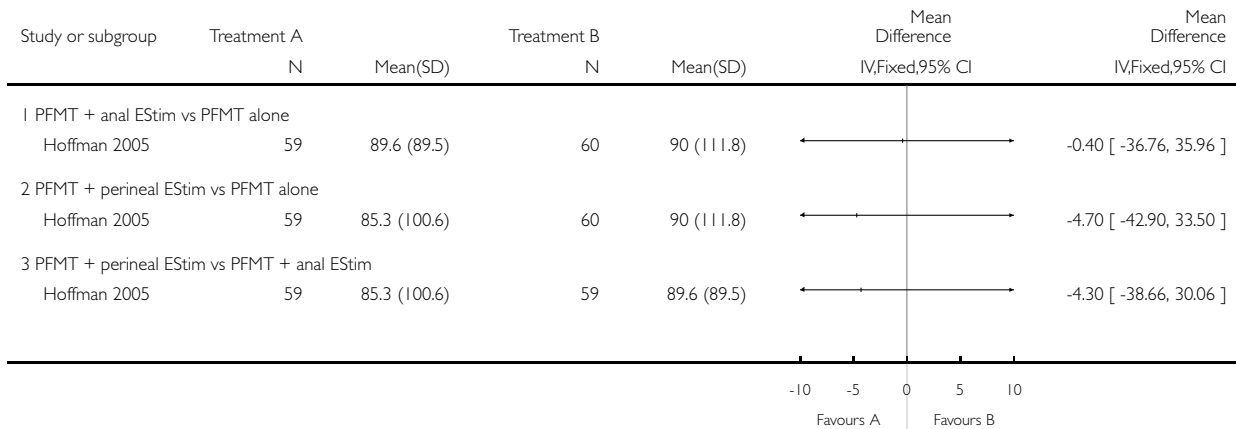 Study or subgroup Treatment A Treatment B Mean Difference Mean Difference
N Mean(SD) N Mean(SD) IV,Fixed,95% CI IV,Fixed,95% CI
1 PFMT + anal EStim vs PFMT alone
Hoffman 2005 59 89.6 (89.5) 60 90 (111.8) -0.40 [ -36.76, 35.96 ]
2 PFMT + perineal EStim vs PFMT alone
Hoffman 2005 59 85.3 (100.6) 60 90 (111.8) -4.70 [ -42.90, 33.50 ]
3 PFMT + perineal EStim vs PFMT + anal EStim
Hoffman 2005 59 85.3 (100.6) 59 89.6 (89.5) -4.30 [ -38.66, 30.06 ]
-10 -5 0 5 10
Favours A Favours B